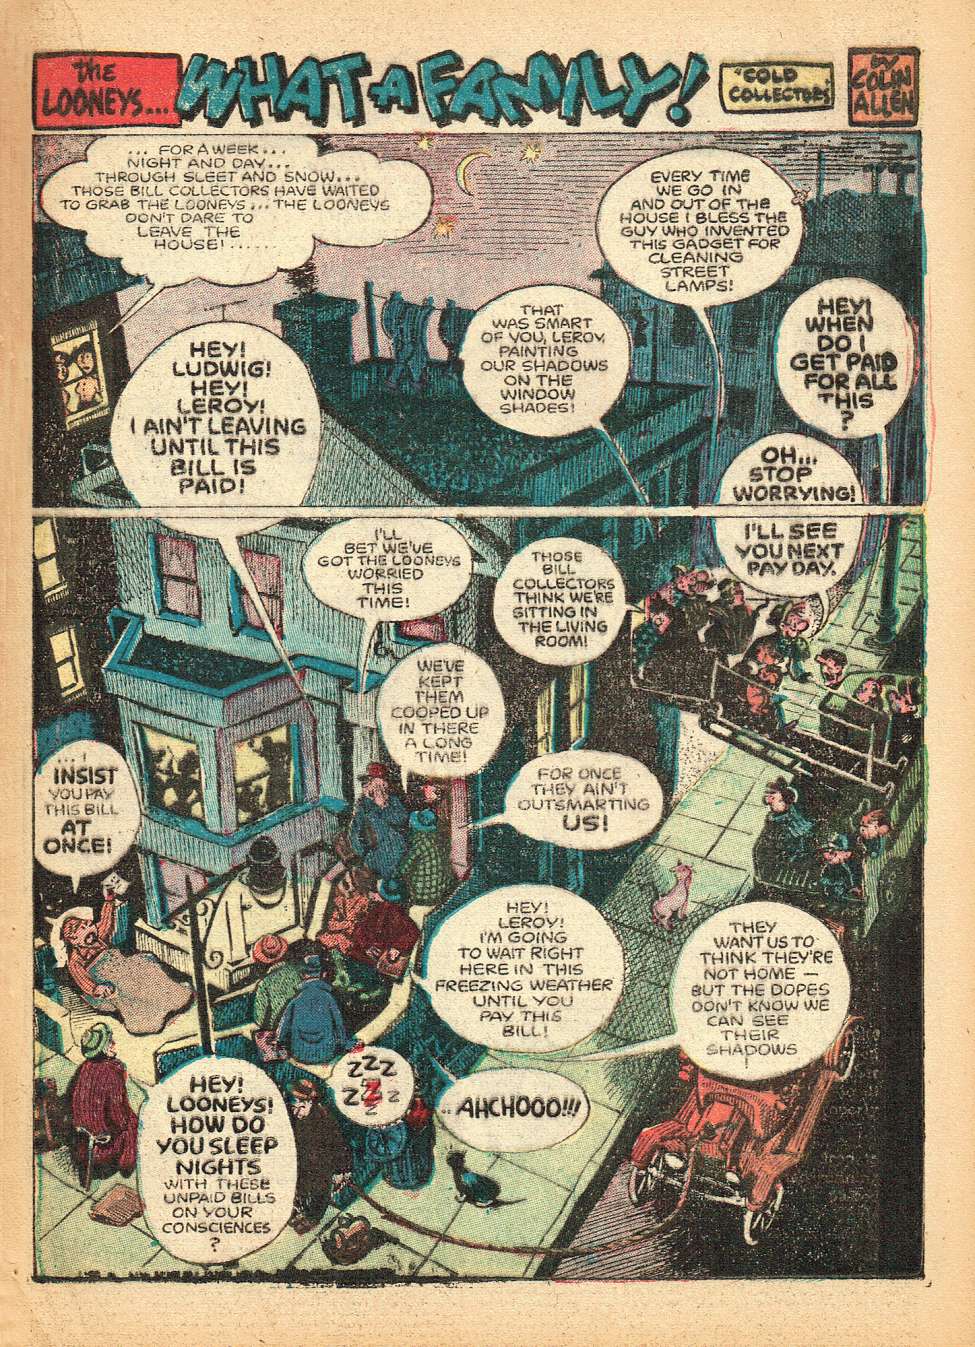 the
LOONEYS...
WHAT A FAMILY!
"COLD
COLLECTORS"
BY
COLIN
ALLEN
... FOR A WEEK...
NIGHT AND DAY...
THROUGH SLEET AND SNOW...
THOSE BILL COLLECTORS HAVE WAITED
TO GRAB THE LOONEYS... THE LOONEYS
DON'T DARE TO
LEAVE THE
HOUSE!......
EVERY TIME
WE GO IN
AND OUT OF THE
HOUSE I BLESS THE
GUY WHO INVENTED
THIS GADGET FOR
CLEANING
STREET
LAMPS!
THAT
WAS SMART
OF YOU, LEROY,
PAINTING
OUR SHADOWS
ON THE
WINDOW
SHADES!
HEY!
WHEN
DO I
GET PAID
FOR ALL
THIS
?
HEY!
LUDWIG!
HEY!
LEROY!
I AIN'T LEAVING
UNTIL THIS
BILL IS
PAID!
OH...
STOP
WORRYING!
I'LL SEE
YOU NEXT
PAY DAY.
I'LL
BET WE'VE
GOT THE LOONEYS
WORRIED
THIS
TIME!
THOSE
BILL
COLLECTORS
THINK WE'RE
SITTING IN
THE LIVING
ROOM!
WE'VE
KEPT
THEM
COOPED UP
IN THERE
A LONG
TIME!
... I
INSIST
YOU PAY
THIS BILL
AT
ONCE!
FOR ONCE
THEY AIN'T
OUTSMARTING
US!
HEY!
LEROY!
I'M GOING
TO WAIT RIGHT
HERE IN THIS
FREEZING WEATHER
UNTIL YOU
PAY THIS
BILL!
THEY
WANT US TO
THINK THEY'RE
NOT HOME —
BUT THE DOPES
DON'T KNOW WE
CAN SEE
THEIR
SHADOWS
!
ZZZ
ZZZ
Z
.. AHCHOOO!!!
HEY!
LOONEYS!
HOW DO
YOU SLEEP
NIGHTS
WITH THESE
UNPAID BILLS
ON YOUR
CONSCIENCES
?